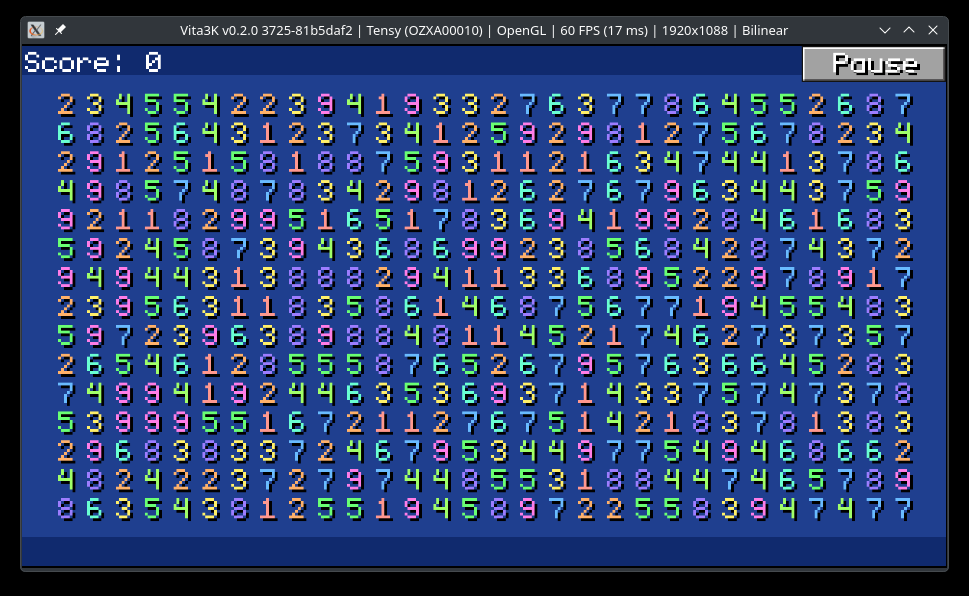 Vita3K v0.2.0 3725-81b5daf2 | Tensy (OZXA00010) | OpenGL | 60 FPS (17 ms) | 1920x1088 | Bilinear
Score: 0 Pause
2 3 4 5 5 4 2 2 3 9 4 1 9 3 3 2 7 6 3 7 7 8 6 4 5 5 2 6 8 7
6 8 2 5 6 4 3 1 2 3 7 3 4 1 2 5 9 2 9 8 1 2 7 5 6 7 8 2 3 4
2 9 1 2 5 1 5 8 1 8 8 7 5 9 3 1 1 2 1 6 3 4 7 4 4 1 3 7 8 6
4 9 8 5 7 4 8 7 8 3 4 2 9 8 1 2 6 2 7 6 7 9 6 3 4 4 3 7 5 9
9 2 1 1 8 2 9 9 5 1 6 5 1 7 8 3 6 9 4 1 9 9 2 8 4 6 1 6 8 3
5 9 2 4 5 8 7 3 9 4 3 6 8 6 9 9 2 3 8 5 6 8 4 2 8 7 4 3 7 2
9 4 9 4 4 3 1 3 8 8 8 2 9 4 1 1 3 3 6 8 9 5 2 2 9 7 8 9 1 7
2 3 9 5 6 3 1 1 8 3 5 8 6 1 4 6 8 7 5 6 7 7 1 9 4 5 5 4 8 3
5 9 7 2 3 9 6 3 8 9 8 8 4 8 1 1 4 5 2 1 7 4 6 2 7 3 7 3 5 7
2 6 5 4 6 1 2 8 5 5 5 8 7 6 5 2 6 7 9 5 7 6 3 6 6 4 5 2 8 3
7 4 9 9 4 1 9 2 4 4 6 3 5 3 6 9 3 7 1 4 3 3 7 5 7 4 7 3 7 8
5 3 9 9 9 5 5 1 6 7 2 1 1 2 7 6 7 5 1 4 2 1 8 3 7 8 1 3 8 3
2 9 6 8 3 8 3 3 7 2 4 6 7 9 5 3 4 4 9 7 7 5 4 9 4 6 8 6 6 2
4 8 2 4 2 2 3 7 2 7 9 7 4 4 8 5 5 3 1 8 8 4 4 7 4 6 5 7 8 9
8 6 3 5 4 3 8 1 2 5 5 1 9 4 5 8 9 7 2 2 5 5 8 3 9 4 7 4 7 7